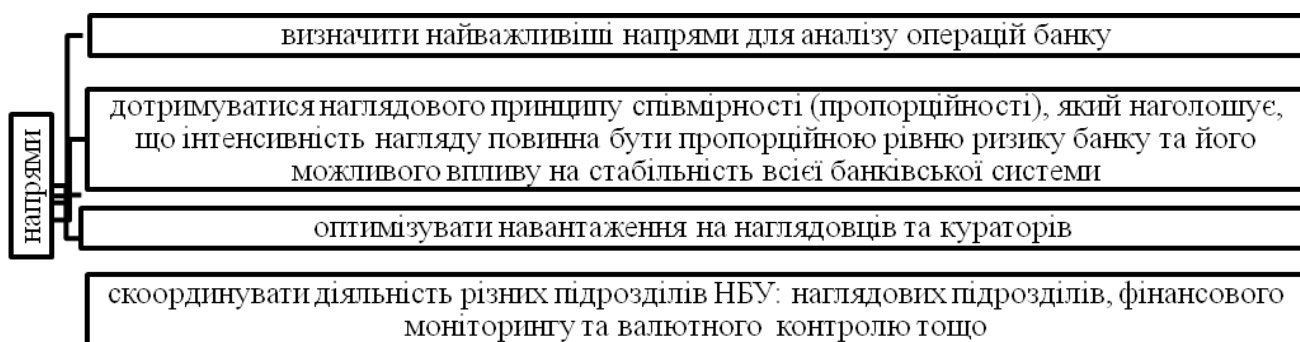 напрями
визначити найважливіші напрями для аналізу операцій банку
дотримуватися наглядового принципу співмірності (пропорційності), який наголошує,
що інтенсивність нагляду повинна бути пропорційною рівню ризику банку та його
можливого впливу на стабільність всієї банківської системи
оптимізувати навантаження на наглядовців та кураторів
скоординувати діяльність різних підрозділів НБУ: наглядових підрозділів, фінансового
моніторингу та валютного контролю тощо